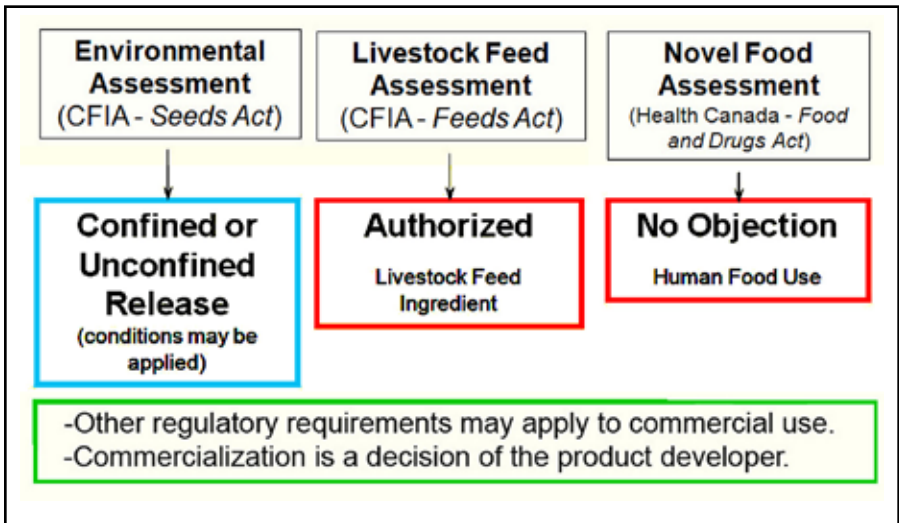 Environmental
Assessment
(CFIA - Seeds Act)
Livestock Feed
Assessment
(CFIA - Feeds Act)
Novel Food
Assessment
(Health Canada - Food
and Drugs Act)
Confined or
Unconfined
Release
(conditions may be
applied)
Authorized
Livestock Feed
Ingredient
No Objection
Human Food Use
-Other regulatory requirements may apply to commercial use.
-Commercialization is a decision of the product developer.